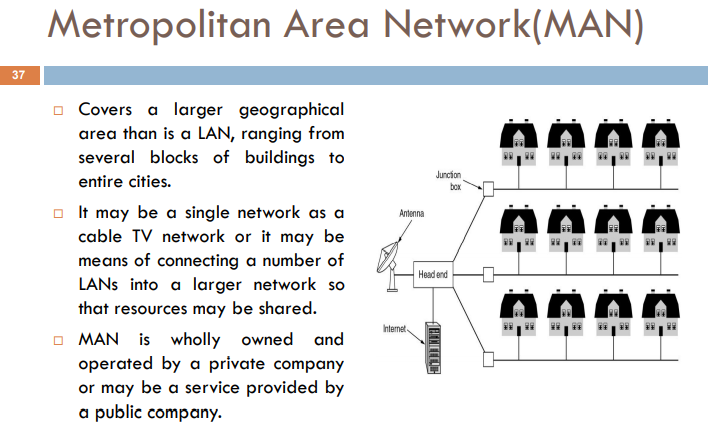 Metropolitan Area Network(MAN)
37
Covers a larger geographical
area than is a LAN, ranging from
several blocks of buildings to
entire cities.
It may be a single network as a
cable TV network or it may be
means of connecting a number of
LANs into a larger network so
that resources may be shared.
MAN is wholly owned and
operated by a private company
or may be a service provided by
a public company.
Junction
box
Antenna
Head end
Internet